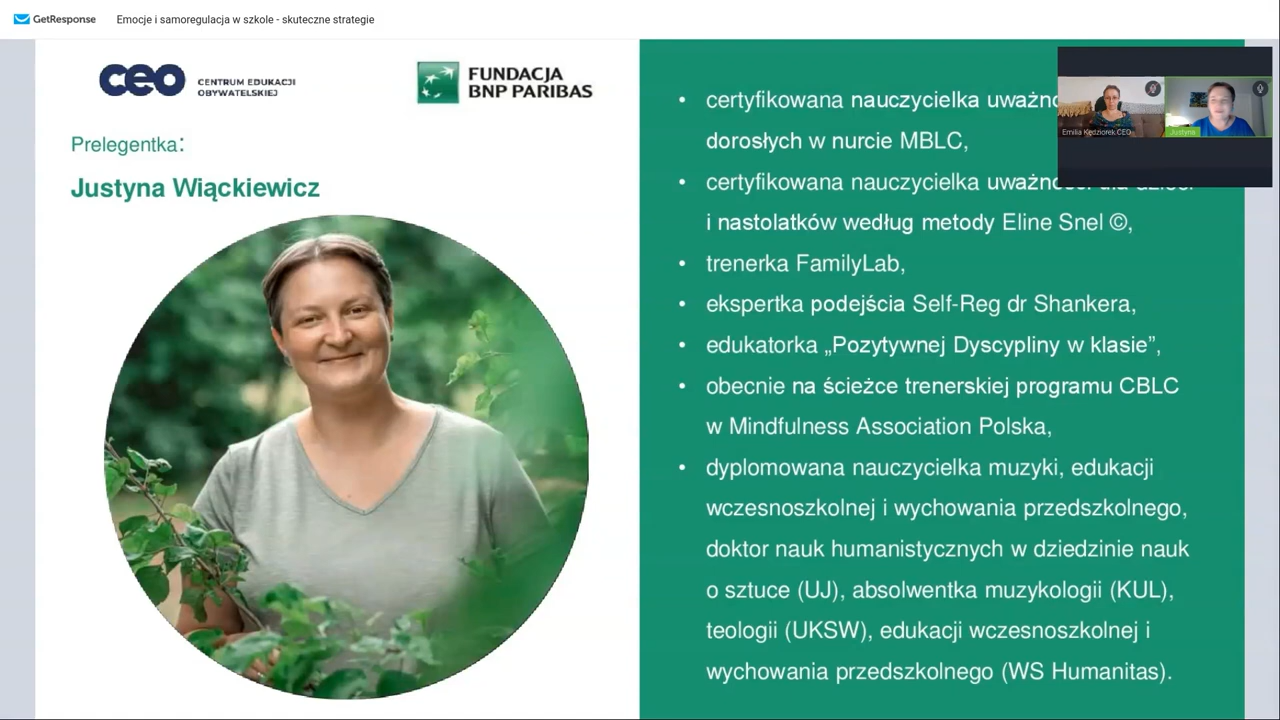 GetResponse
Emocje i samoregulacja w szkole - skuteczne strategie
ceo CENTRUM EDUKACJI
OBYWATELSKIEJ
FUNDACJA
BNP PARIBAS
Prelegentka:
Justyna Wiąckiewicz
• certyfikowana nauczycielka
dorosłych w nurcie MBLC,
• certyfikowana nauczycielka
i nastolatków według metody Eline Snel ©,
• trenerka FamilyLab,
• ekspertka podejścia Self-Reg dr Shankera,
• edukatorka „Pozytywnej Dyscypliny w klasie”,
• obecnie na ścieżce trenerskiej programu CBLC
w Mindfulness Association Polska,
• dyplomowana nauczycielka muzyki, edukacji
wczesnoszkolnej i wychowania przedszkolnego,
doktor nauk humanistycznych w dziedzinie nauk
o sztuce (UJ), absolwentka muzykologii (KUL),
teologii (UKSW), edukacji wczesnoszkolnej i
wychowania przedszkolnego (WS Humanitas).
Emilia Kędziorek CEO
Justyna